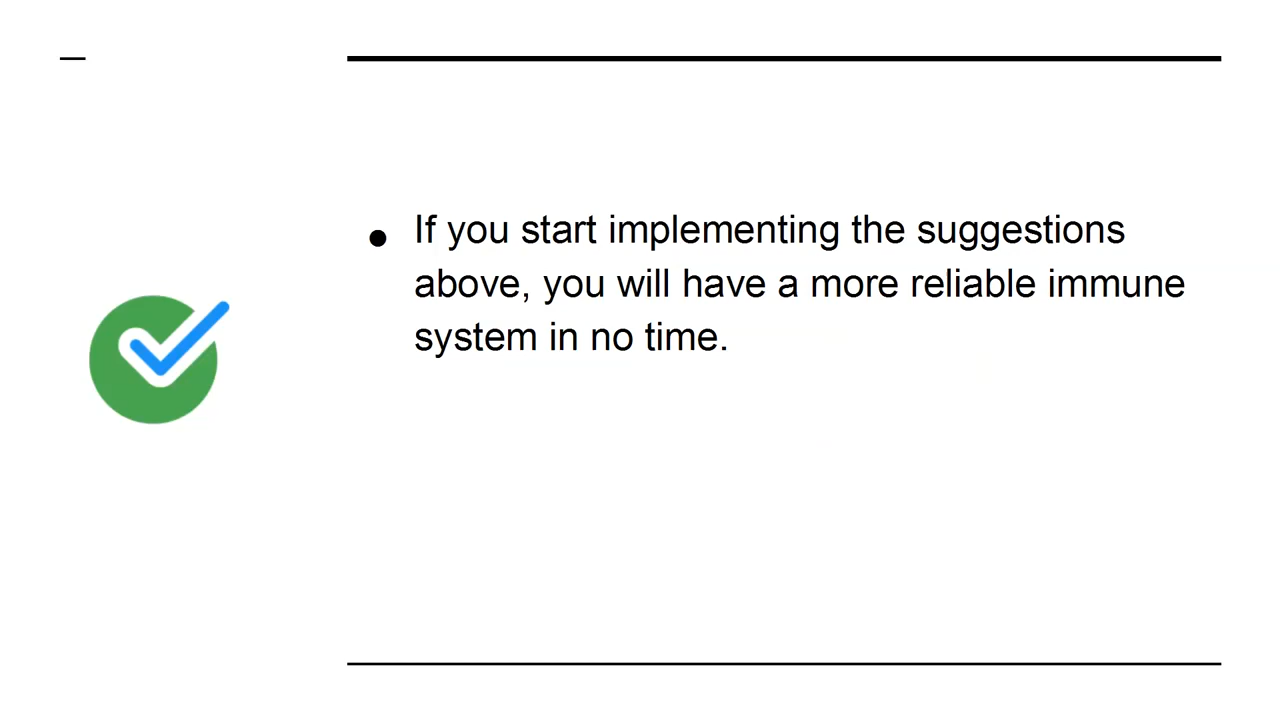 • If you start implementing the suggestions
above, you will have a more reliable immune
system in no time.